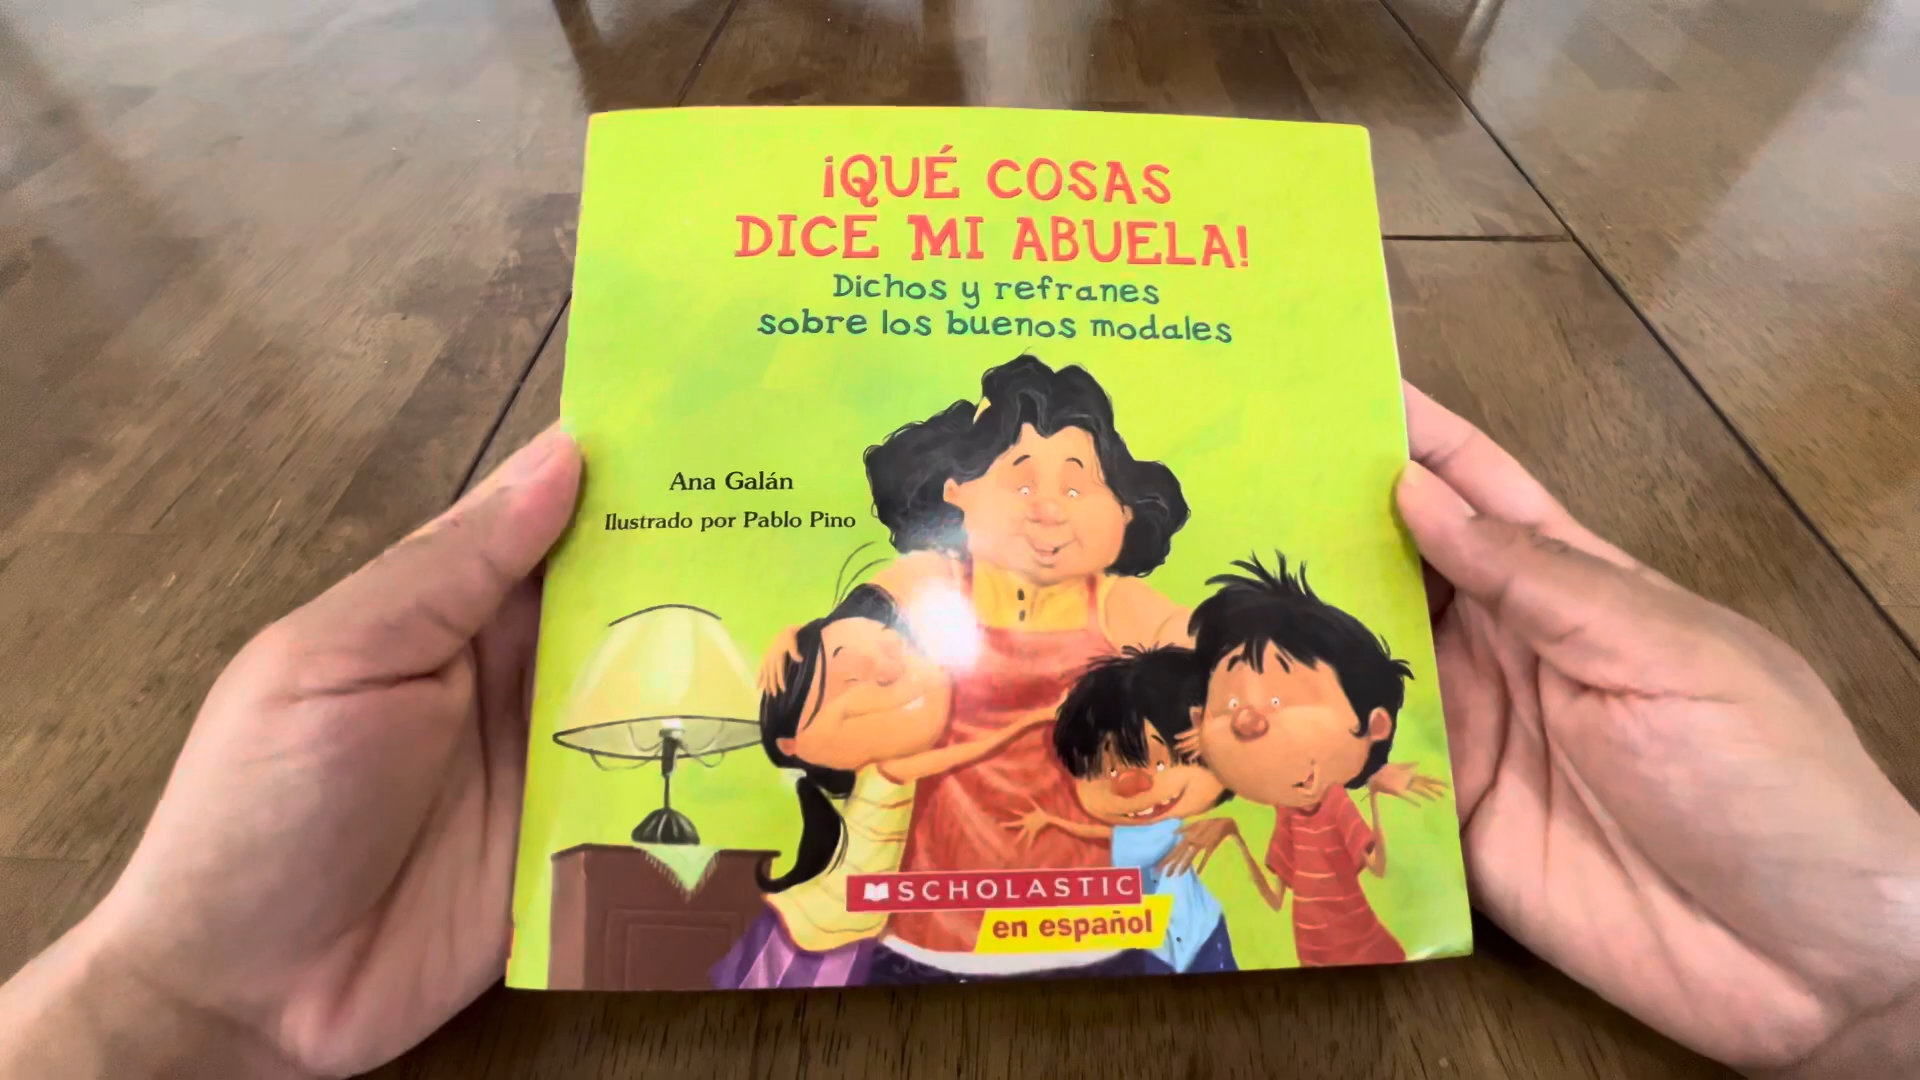 ¡QUÉ COSAS
DICE MI ABUELA!
Dichos y refranes
sobre los buenos modales
Ana Galán
Ilustrado por Pablo Pino
SCHOLASTIC
en español